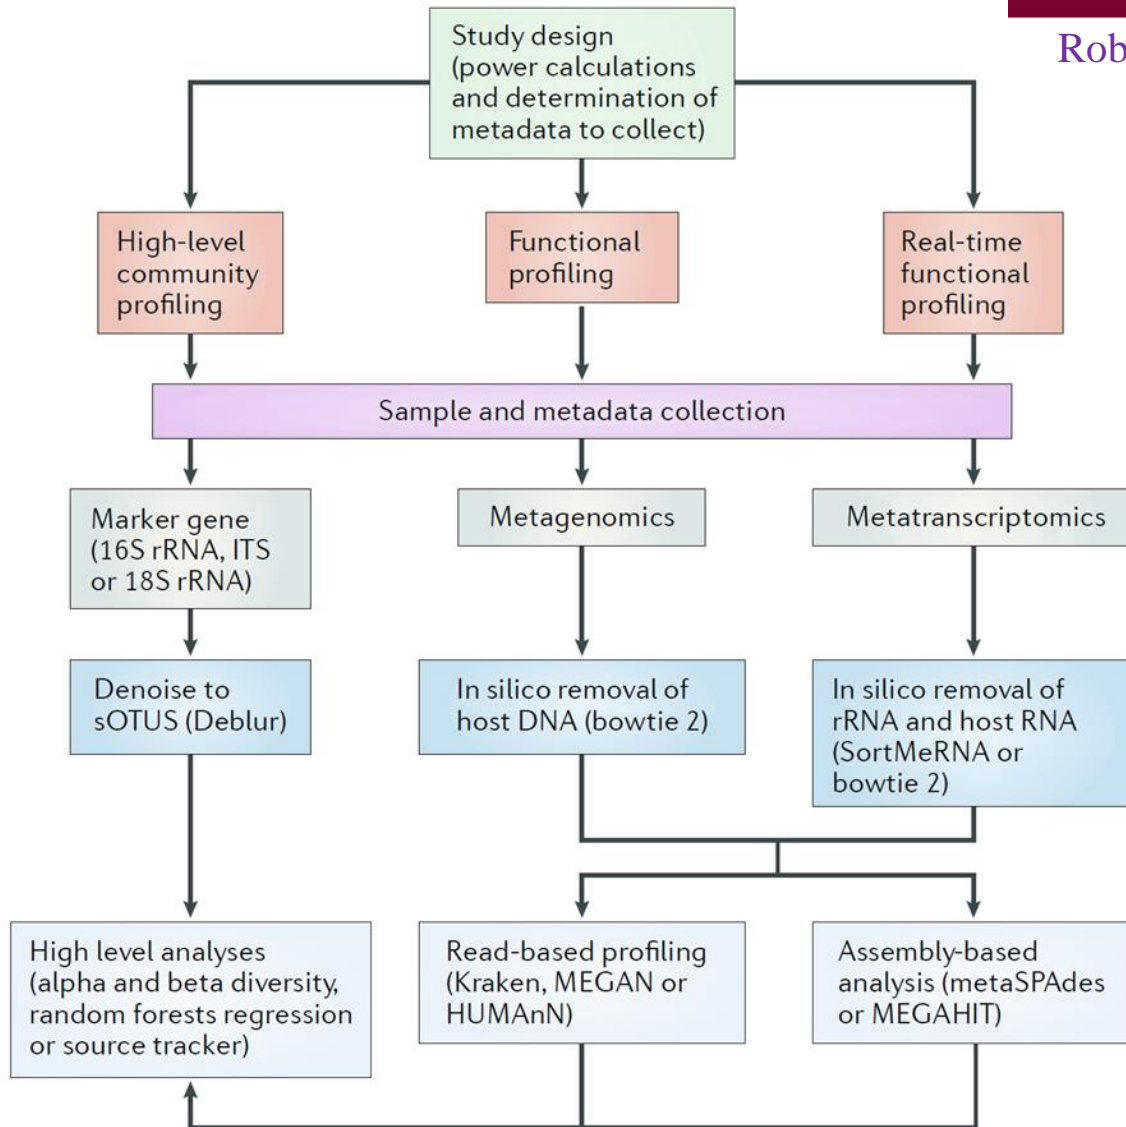 Rob
Study design
(power calculations
and determination of
metadata to collect)
High-level
community
profiling
Functional
profiling
Real-time
functional
profiling
Sample and metadata collection
Marker gene
(16S rRNA, ITS
or 18S rRNA)
Metagenomics
Metatranscriptomics
Denoise to
sOTUS (Deblur)
In silico removal of
host DNA (bowtie 2)
In silico removal of
rRNA and host RNA
(SortMeRNA or
bowtie 2)
High level analyses
(alpha and beta diversity,
random forests regression
or source tracker)
Read-based profiling
(Kraken, MEGAN or
HUMAnN)
Assembly-based
analysis (metaSPAdes
or MEGAHIT)